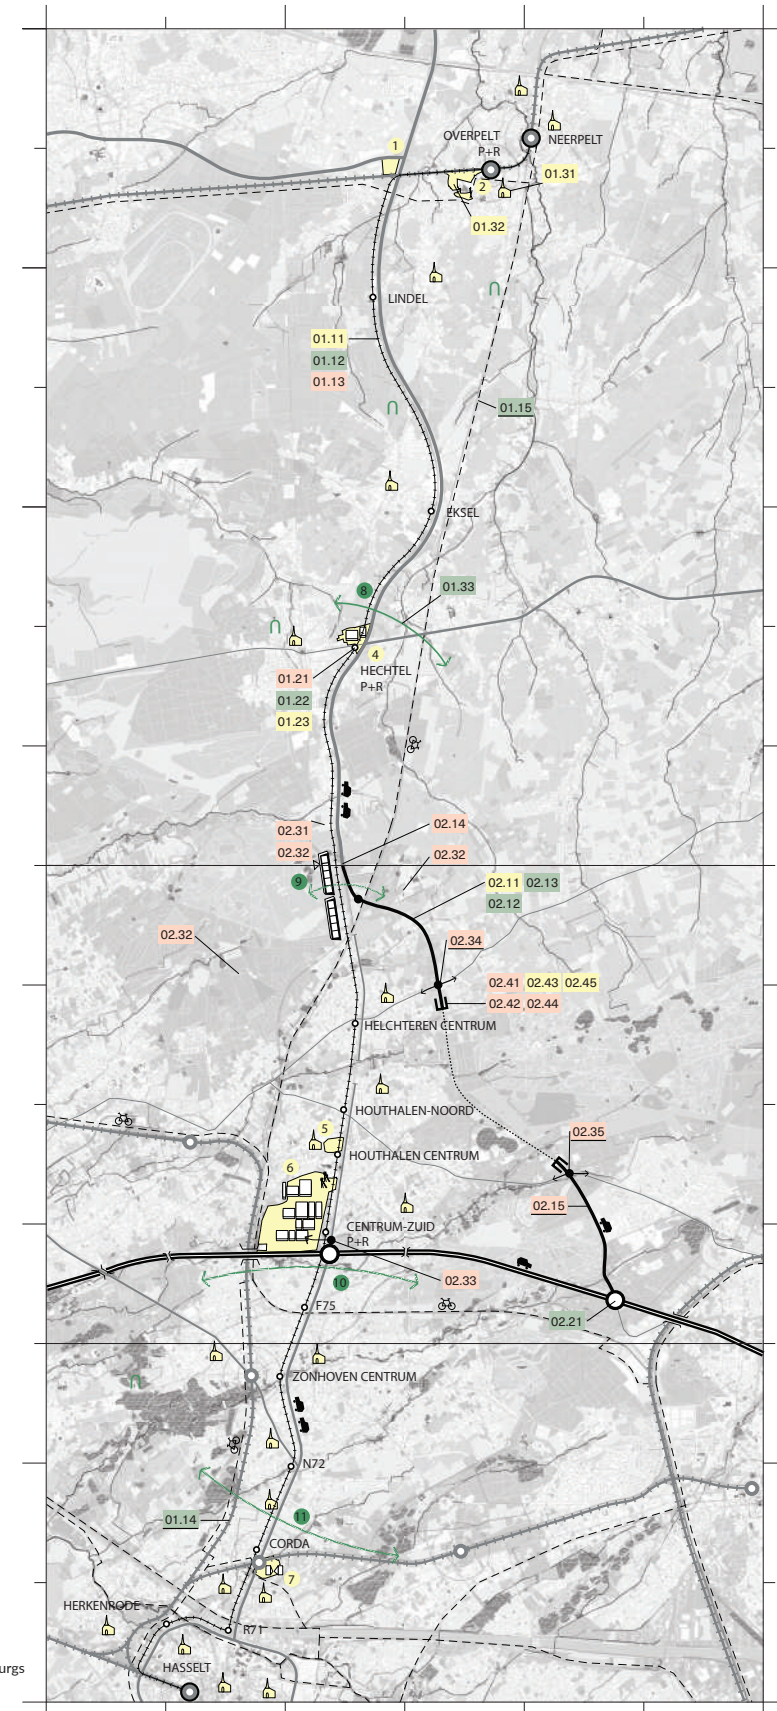 1
OVERPELT
P+R
NEERPELT
01.31
2
01.32
LINDEL
01.11
01.12
01.13
01.15
EKSEL
8
01.33
4
HECHTEL
P+R
01.21
01.22
01.23
02.31
02.14
02.32
02.32
9
02.11 02.13
02.12
02.32
02.34
02.41 02.43 02.45
02.42 02.44
HELCHTEREN CENTRUM
HOUTHALEN-NOORD
5
02.35
HOUTHALEN CENTRUM
6
02.15
CENTRUM-ZUID
P+R
02.33
10
F75
02.21
ZONHOVEN CENTRUM
N72
01.14
11
CORDA
7
HERKENRODE
R71
HASSELT
urgs